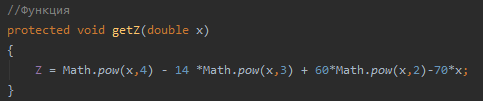 //Функция
protected void getZ(double x)
{
    Z = Math.pow(x,4) - 14 *Math.pow(x,3) + 60*Math.pow(x,2)-70*x;
}